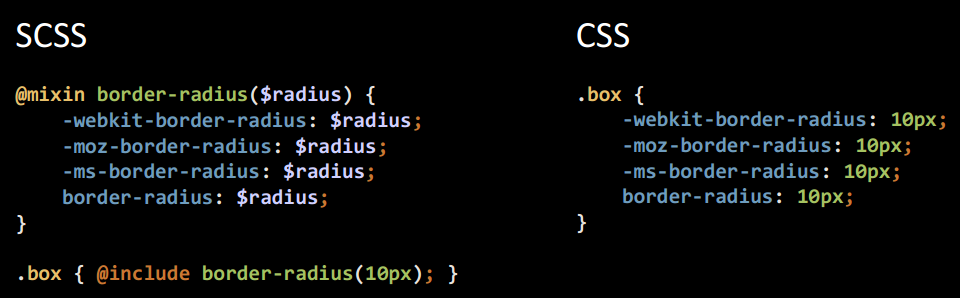 SCSS
@mixin border-radius($radius) {
    -webkit-border-radius: $radius;
    -moz-border-radius: $radius;
    -ms-border-radius: $radius;
    border-radius: $radius;
}
.box { @include border-radius(10px); }
CSS
.box {
    -webkit-border-radius: 10px;
    -moz-border-radius: 10px;
    -ms-border-radius: 10px;
    border-radius: 10px;
}